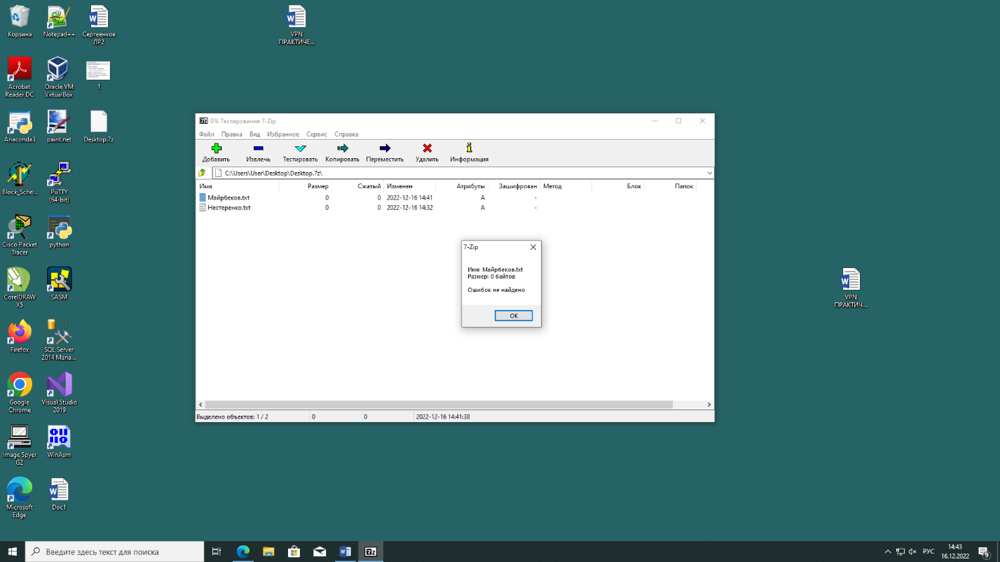 Корзина
Notepad++
Сергеенков
ЛР2
VPN
ПРАКТИЧЕ...
Acrobat
Reader DC
Oracle VM
VirtualBox
1
Anaconda3
paint.net
Desktop.7z
Block_Sche...
PuTTY
(64-bit)
Cisco Packet
Tracer
python
CorelDRAW
X5
SASM
Firefox
SQL Server
2014 Mana...
Google
Chrome
Visual Studio
2019
Image Spyer
G2
WinAsm
Microsoft
Edge
Doc1
7z 0% Тестирование 7-Zip
Файл Правка Вид Избранное Сервис Справка
Добавить Извлечь Тестировать Копировать Переместить Удалить Информация
C:\Users\User\Desktop\Desktop.7z\
Имя Размер Сжатый Изменен Атрибуты Зашифрован Метод Блок Папок
Майрбеков.txt 0 0 2022-12-16 14:41 A -
Нестеренко.txt 0 0 2022-12-16 14:32 A -
7-Zip
Имя: Майрбеков.txt
Размер: 0 байтов
Ошибок не найдено
OK
Выделено объектов: 1 / 2 0 0 2022-12-16 14:41:38
VPN
ПРАКТИЧ...
Введите здесь текст для поиска
7z
РУС
14:43
16.12.2022
9